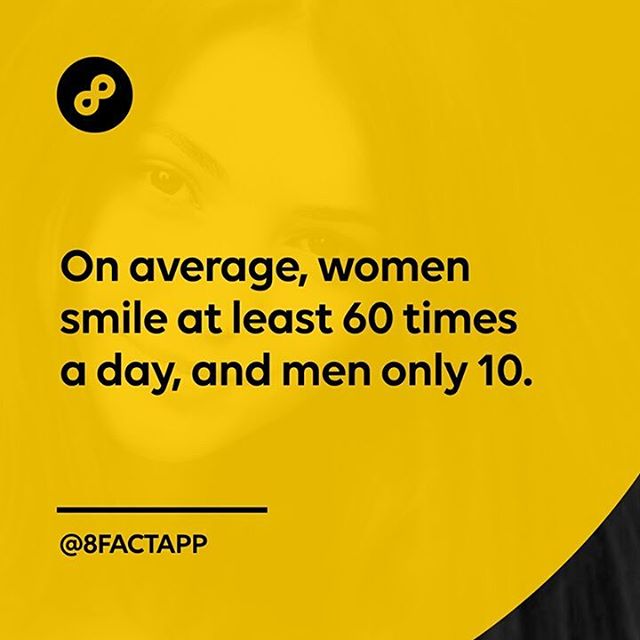 On average, women
smile at least 60 times
a day, and men only 10.
@8FACTAPP